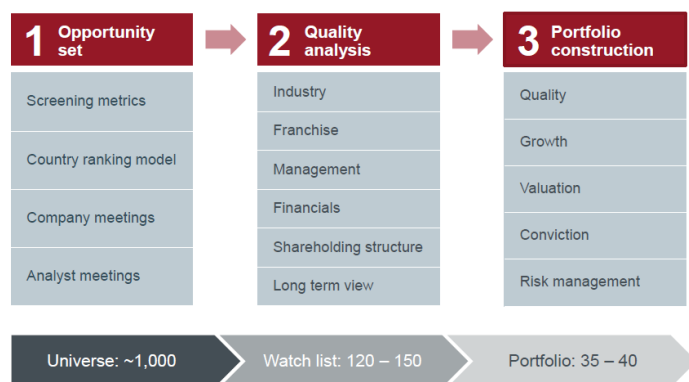 1 Opportunity
set
Screening metrics
Country ranking model
Company meetings
Analyst meetings
2 Quality
analysis
Industry
Franchise
Management
Financials
Shareholding structure
Long term view
3 Portfolio
construction
Quality
Growth
Valuation
Conviction
Risk management
Universe: ~1,000
Watch list: 120 – 150
Portfolio: 35 – 40